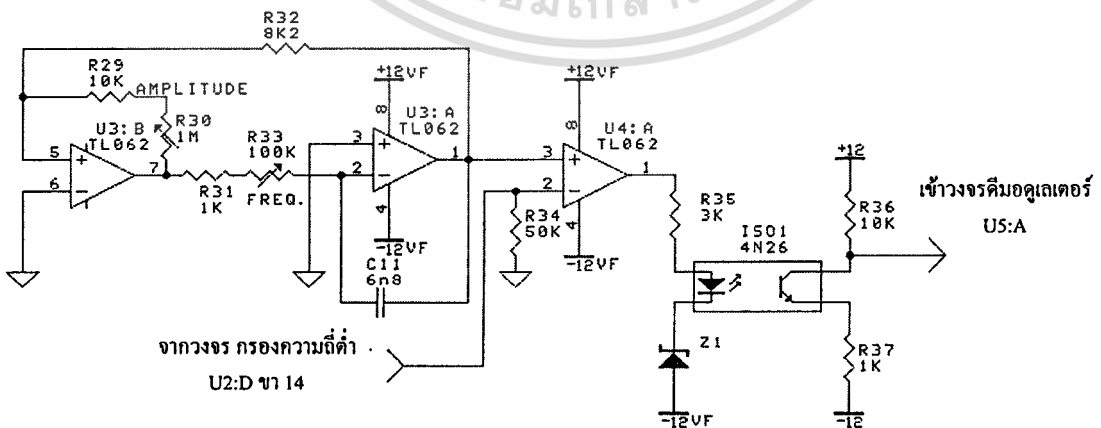 R32
8K2
R29
10K
AMPLITUDE
+12VF
+12VF
8
U3:A
TL062
8
U4:A
TL062
U3:B
TL062
R30
1M
R33
100K
3
+
1
3
+
1
+12
5
+
7
2
-
2
-
6
-
R31
1K
FREQ.
4
-12VF
R34
50K
4
-12VF
R35
3K
R36
10K
เข้าวงจรดีมอดูเลเตอร์
U5:A
ISO1
4N26
C11
6n8
จากวงจร กรองความถี่ต่ำ
U2:D ขา 14
Z1
R37
1K
-12VF
-12